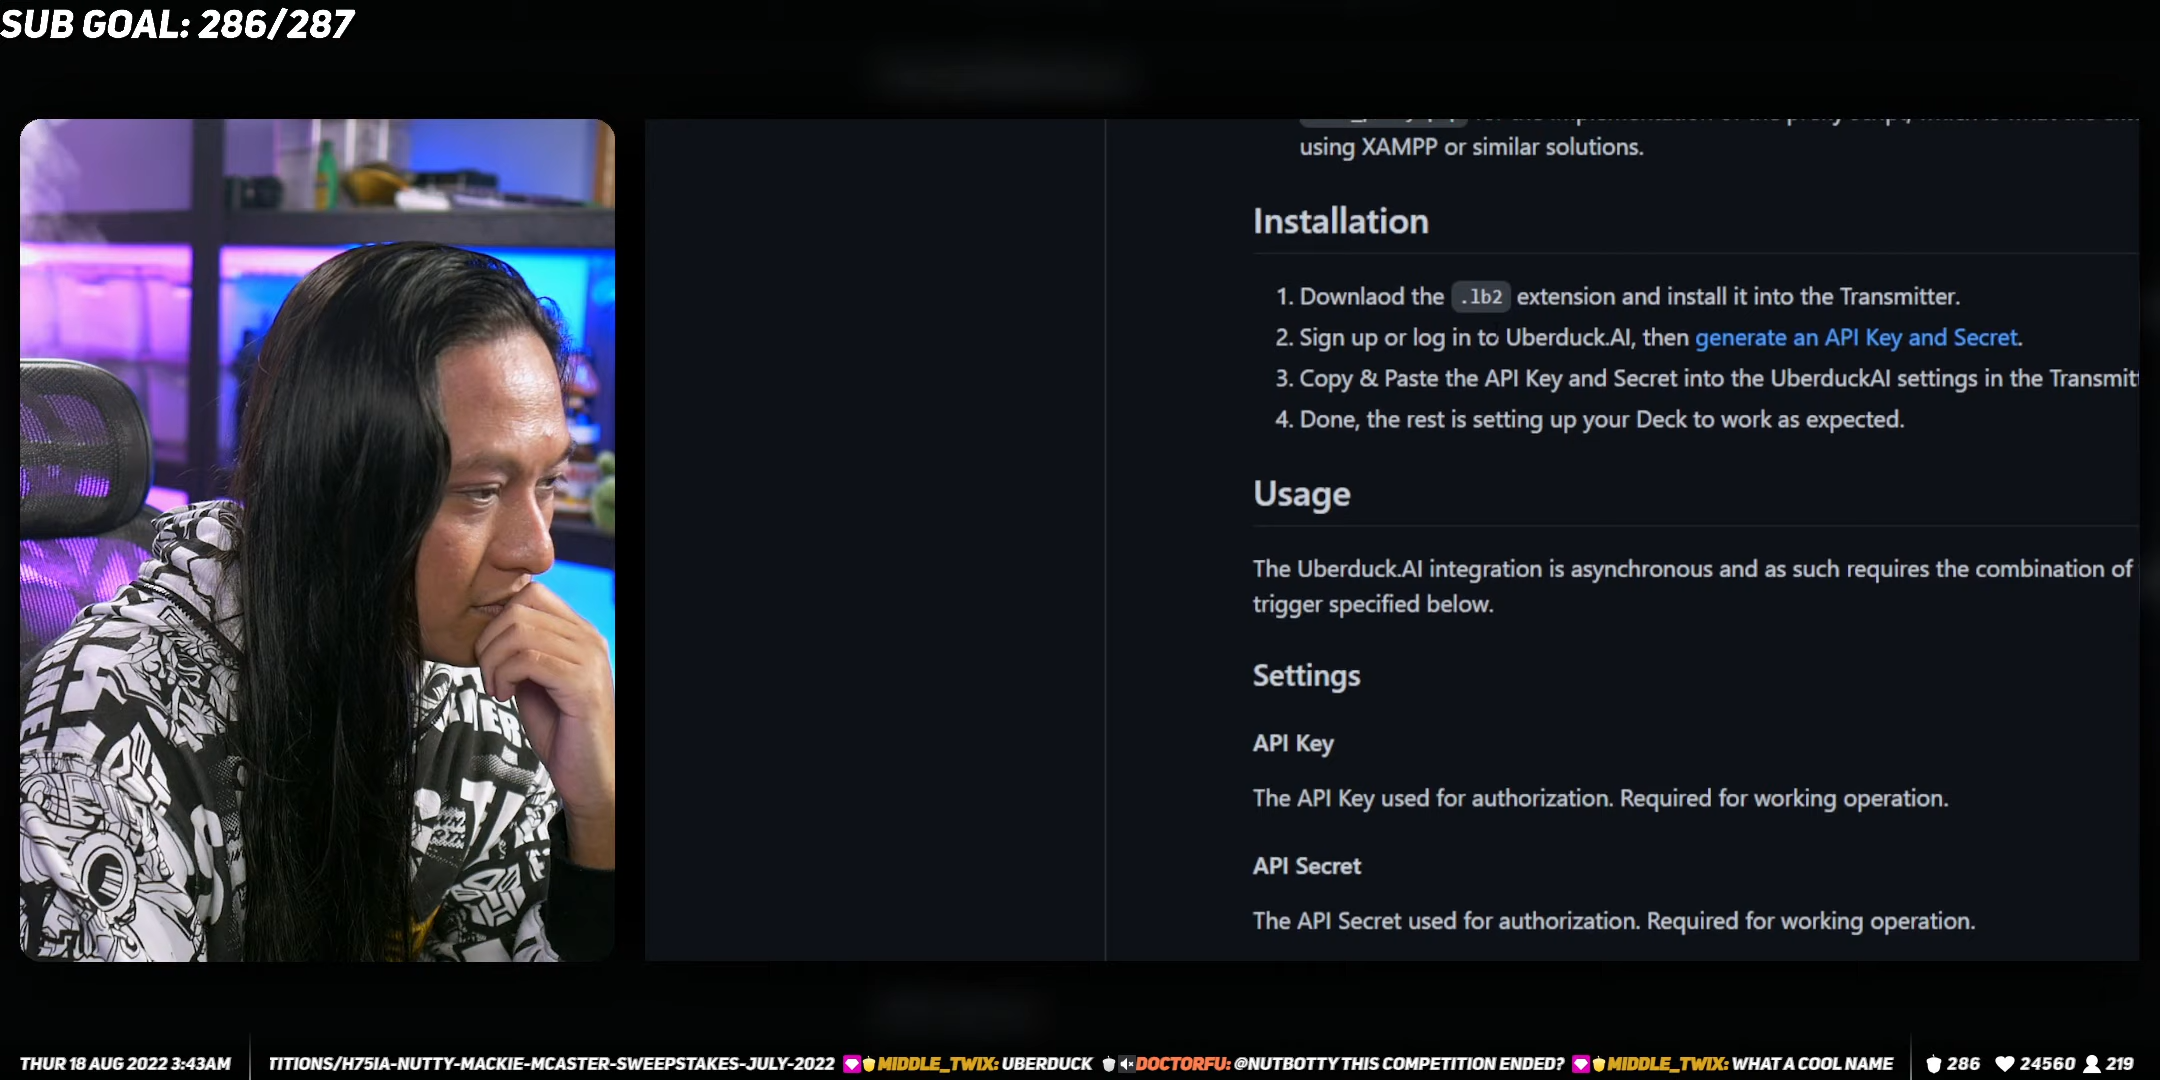 SUB GOAL: 286/287
using XAMPP or similar solutions.
Installation
1. Downlaod the .lb2 extension and install it into the Transmitter.
2. Sign up or log in to Uberduck.AI, then generate an API Key and Secret.
3. Copy & Paste the API Key and Secret into the UberduckAI settings in the Transmit
4. Done, the rest is setting up your Deck to work as expected.
Usage
The Uberduck.AI integration is asynchronous and as such requires the combination of
trigger specified below.
Settings
API Key
The API Key used for authorization. Required for working operation.
API Secret
The API Secret used for authorization. Required for working operation.
THUR 18 AUG 2022 3:43AM TITIONS/H75IA-NUTTY-MACKIE-MCASTER-SWEEPSTAKES-JULY-2022 MIDDLE_TWIX: UBERDUCK DOCTORFU: @NUTBOTTY THIS COMPETITION ENDED? MIDDLE_TWIX: WHAT A COOL NAME 286 24560 219